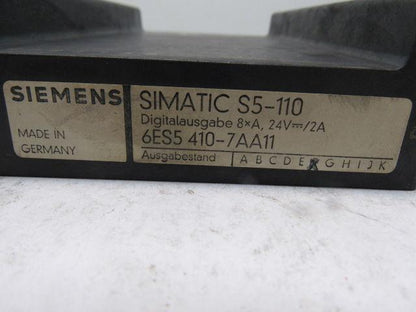 SIEMENS
SIMATIC S5-110
Digitalausgabe 8×A, 24V⎓/2A
MADE IN
GERMANY
6ES5 410-7AA11
Ausgabestand
A B C D E F G H I J K